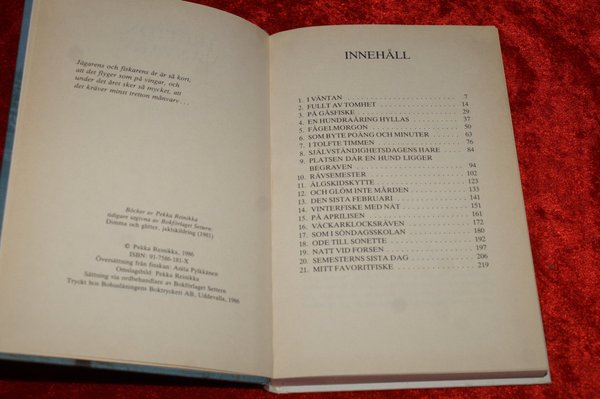 Jägarens och fiskarens år är så kort,
att det flyger som på vingar, och
under det året sker så mycket, att
det kräver minst tretton månvarv . . .
Böcker av Pekka Reinikka
tidigare utgivna av Bokförlaget Settern:
Dimma och glitter, jaktskildring (1981)
© Pekka Reinikka, 1986
ISBN: 91-7586-181-X
Översättning från finskan: Anita Pylkkänen
Omslagsbild: Pekka Reinikka
Sättning via ordbehandlare av Bokförlaget Settern
Tryckt hos Bohusläningens Boktryckeri AB, Uddevalla, 1986
INNEHÅLL
1. I VÄNTAN 7
2. FULLT AV TOMHET 14
3. PÅ GÅSFISKE 29
4. EN HUNDRAÅRING HYLLAS 37
5. FÅGELMORGON 50
6. SOM BYTE POÄNG OCH MINUTER 63
7. I TOLFTE TIMMEN 76
8. SJÄLVSTÄNDIGHETSDAGENS HARE 84
9. PLATSEN DÄR EN HUND LIGGER
BEGRAVEN 94
10. RÄVSEMESTER 102
11. ÄLGSKIDSKYTTE 123
12. OCH GLÖM INTE MÅRDEN 133
13. DEN SISTA FEBRUARI 141
14. VINTERFISKE MED NÄT 151
15. PÅ APRILISEN 161
16. VÄCKARKLOCKSRÄVEN 172
17. SOM I SÖNDAGSSKOLAN 180
18. ODE TILL SONETTE 192
19. NATT VID FORSEN 197
20. SEMESTERNS SISTA DAG 206
21. MITT FAVORITFISKE 219